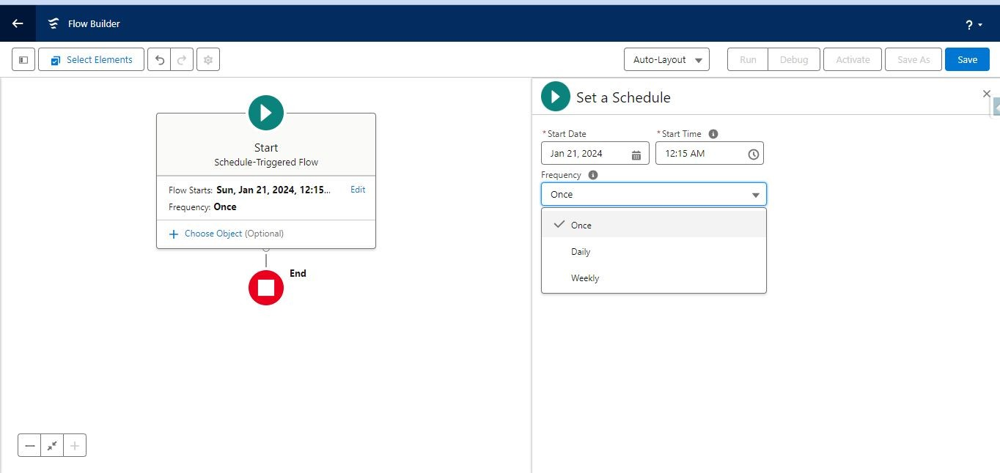 Flow Builder
?
Select Elements
Auto-Layout
Run
Debug
Activate
Save As
Save
Start
Schedule-Triggered Flow
Flow Starts: Sun, Jan 21, 2024, 12:15... Edit
Frequency: Once
+ Choose Object (Optional)
End
Set a Schedule
* Start Date
* Start Time
Jan 21, 2024
12:15 AM
Frequency
Once
Once
Daily
Weekly